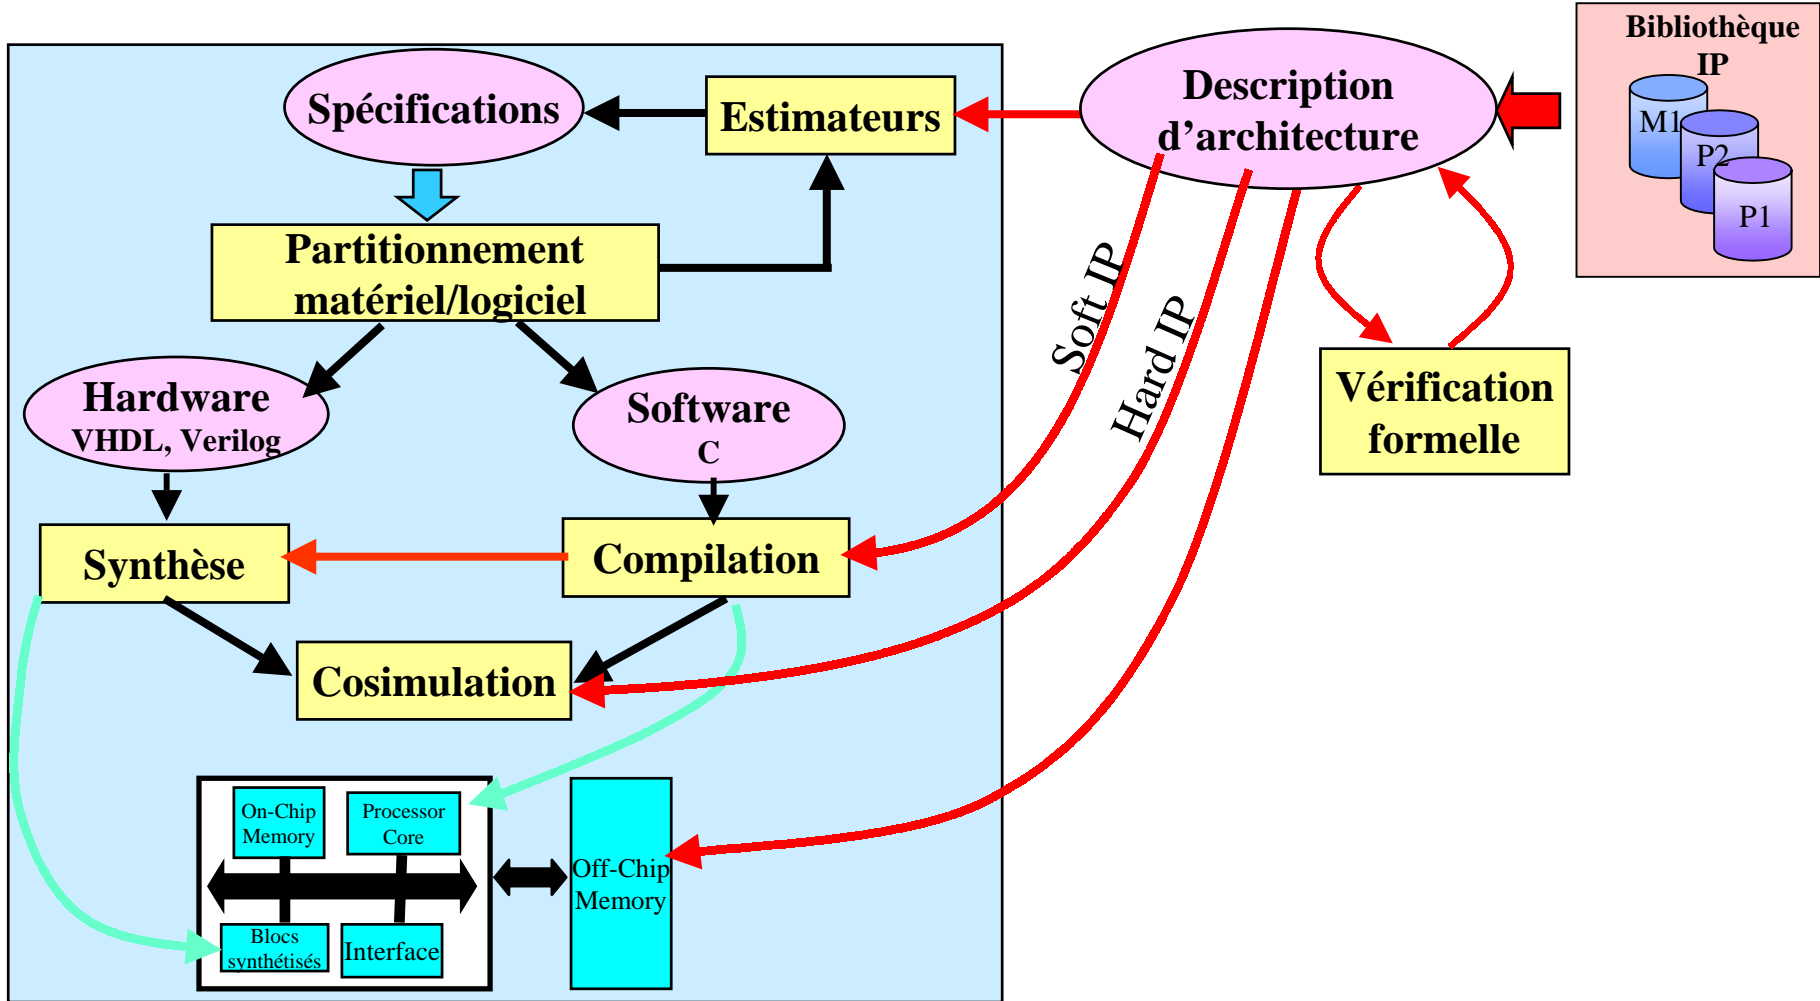 Bibliothèque
IP
M1
P2
P1
Description
d’architecture
Spécifications
Estimateurs
Partitionnement
matériel/logiciel
Soft IP
Hard IP
Vérification
formelle
Hardware
VHDL, Verilog
Software
C
Synthèse
Compilation
Cosimulation
On-Chip
Memory
Processor
Core
Off-Chip
Memory
Blocs
synthétisés
Interface